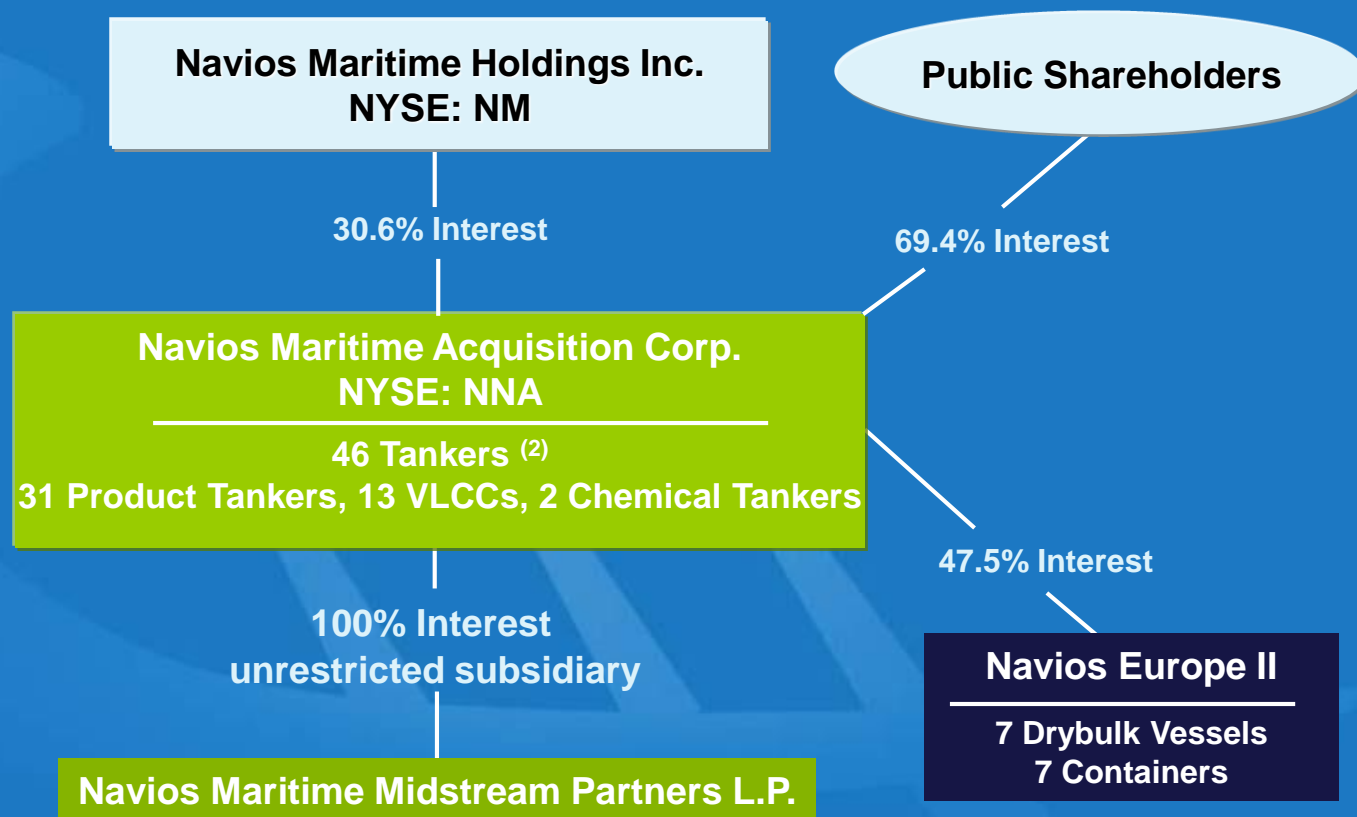 Navios Maritime Holdings Inc.
NYSE: NM
Public Shareholders
30.6% Interest
69.4% Interest
Navios Maritime Acquisition Corp.
NYSE: NNA
46 Tankers (2)
31 Product Tankers, 13 VLCCs, 2 Chemical Tankers
47.5% Interest
100% Interest
unrestricted subsidiary
Navios Europe II
7 Drybulk Vessels
7 Containers
Navios Maritime Midstream Partners L.P.